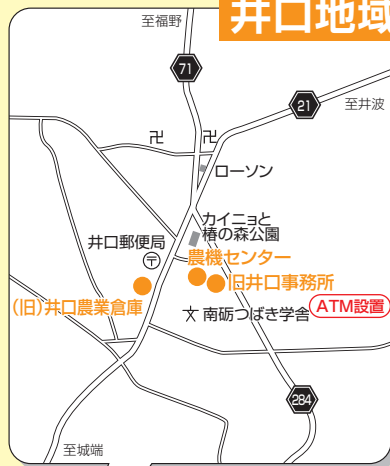 井口地域
至福野
71
21
至井波
卍
卍
ローソン
カイニョと
椿の森公園
井口郵便局
〒
農機センター
旧井口事務所
(旧)井口農業倉庫
ATM設置
文 南砺つばき学舎
284
至城端